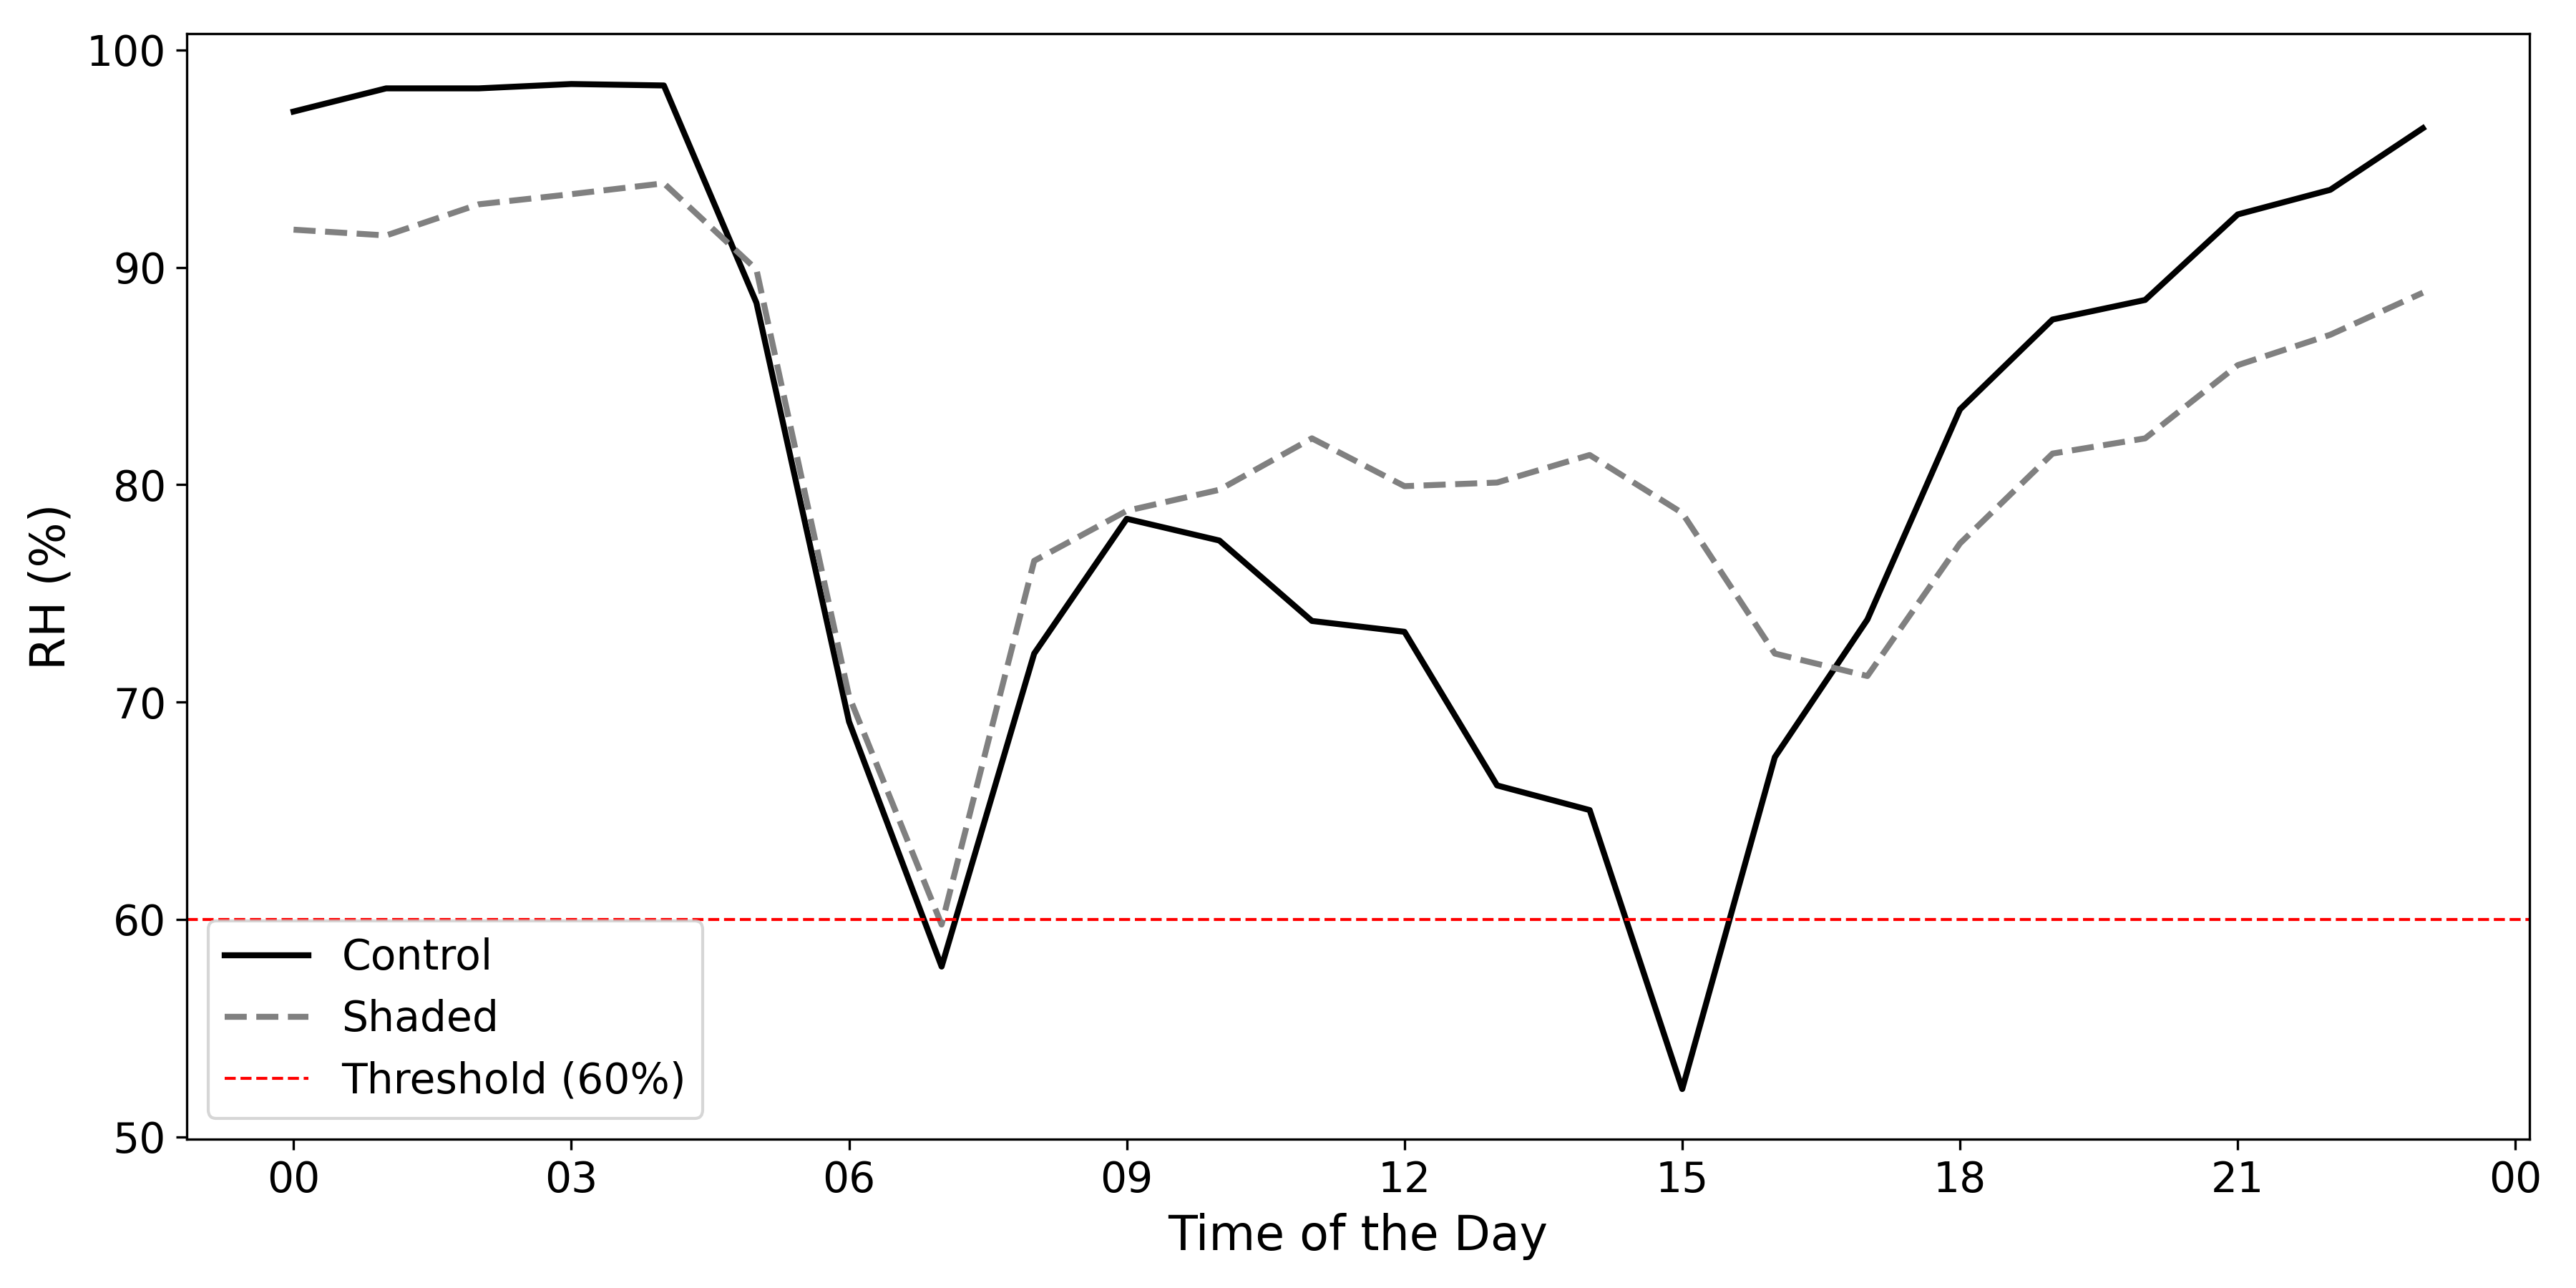 100
90
80
70
60
50
RH (%)
Control
Shaded
Threshold (60%)
00 03 06 09 12 15 18 21 00
Time of the Day